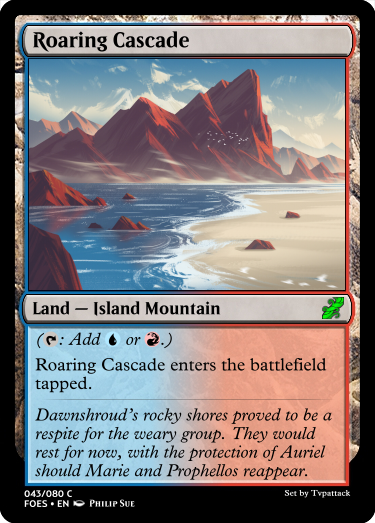 Roaring Cascade
Land — Island Mountain
(: Add or .)
Roaring Cascade enters the battlefield
tapped.
Dawnshroud's rocky shores proved to be a
respite for the weary group. They would
rest for now, with the protection of Auriel
should Marie and Prophellos reappear.
043/080 C
FOES • EN Philip Sue
Set by Tvpattack